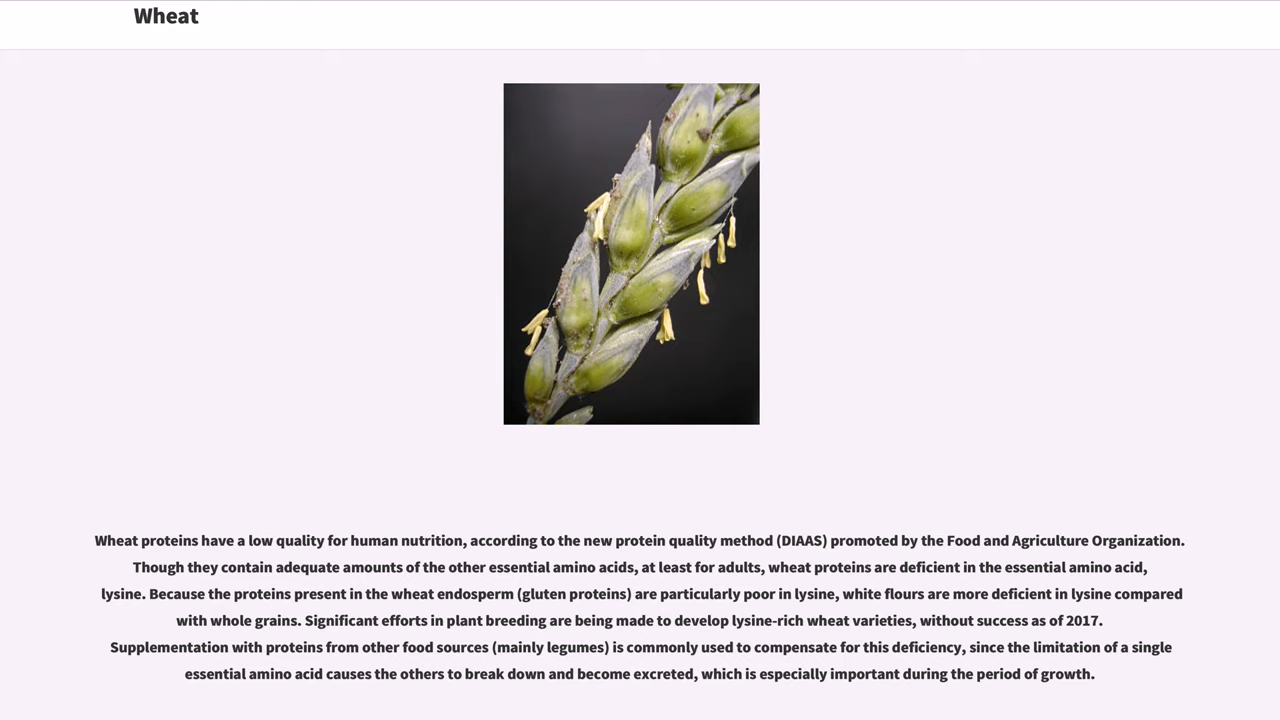 Wheat
Wheat proteins have a low quality for human nutrition, according to the new protein quality method (DIAAS) promoted by the Food and Agriculture Organization.
Though they contain adequate amounts of the other essential amino acids, at least for adults, wheat proteins are deficient in the essential amino acid,
lysine. Because the proteins present in the wheat endosperm (gluten proteins) are particularly poor in lysine, white flours are more deficient in lysine compared
with whole grains. Significant efforts in plant breeding are being made to develop lysine-rich wheat varieties, without success as of 2017.
Supplementation with proteins from other food sources (mainly legumes) is commonly used to compensate for this deficiency, since the limitation of a single
essential amino acid causes the others to break down and become excreted, which is especially important during the period of growth.